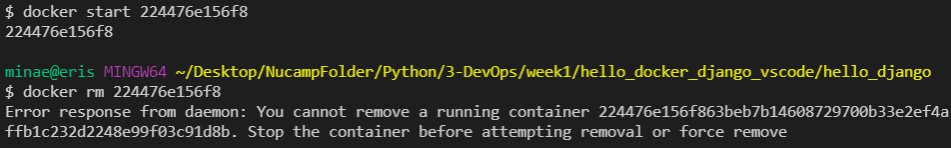 $ docker start 224476e156f8
224476e156f8
minae@eris MINGW64 ~/Desktop/NucampFolder/Python/3-DevOps/week1/hello_docker_django_vscode/hello_django
$ docker rm 224476e156f8
Error response from daemon: You cannot remove a running container 224476e156f863beb7b14608729700b33e2ef4a
ffb1c232d2248e99f03c91d8b. Stop the container before attempting removal or force remove